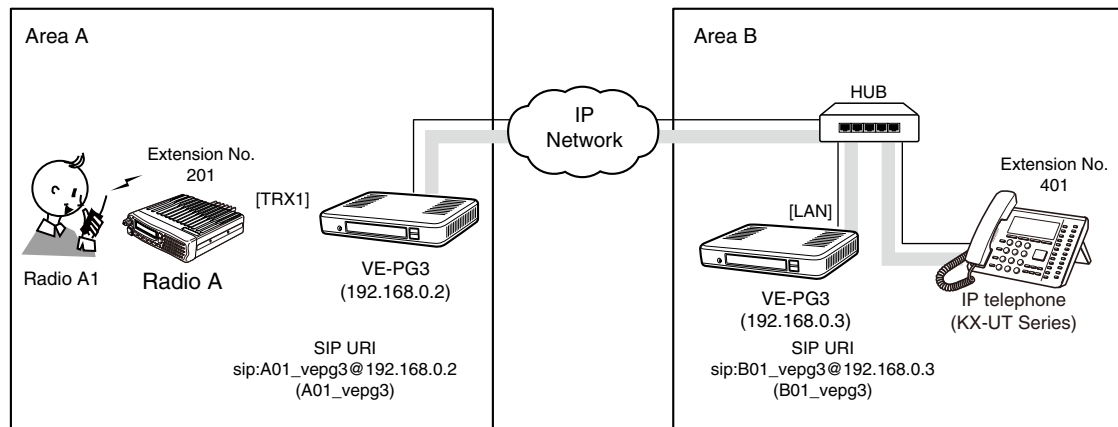 Area A
Extension No.
201
[TRX1]
Radio A1
Radio A
VE-PG3
(192.168.0.2)
SIP URI
sip:A01_vepg3@192.168.0.2
(A01_vepg3)
IP
Network
Area B
HUB
Extension No.
401
[LAN]
VE-PG3
(192.168.0.3)
SIP URI
sip:B01_vepg3@192.168.0.3
(B01_vepg3)
IP telephone
(KX-UT Series)